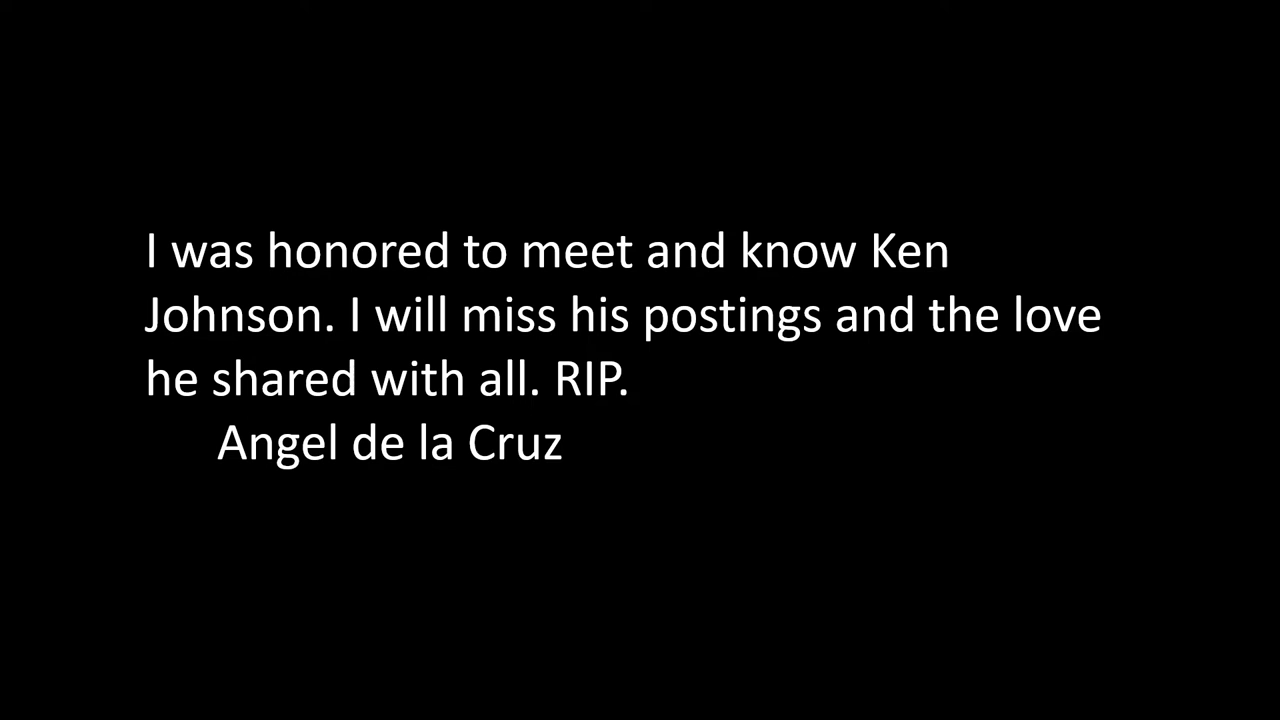 I was honored to meet and know Ken
Johnson. I will miss his postings and the love
he shared with all. RIP.
Angel de la Cruz